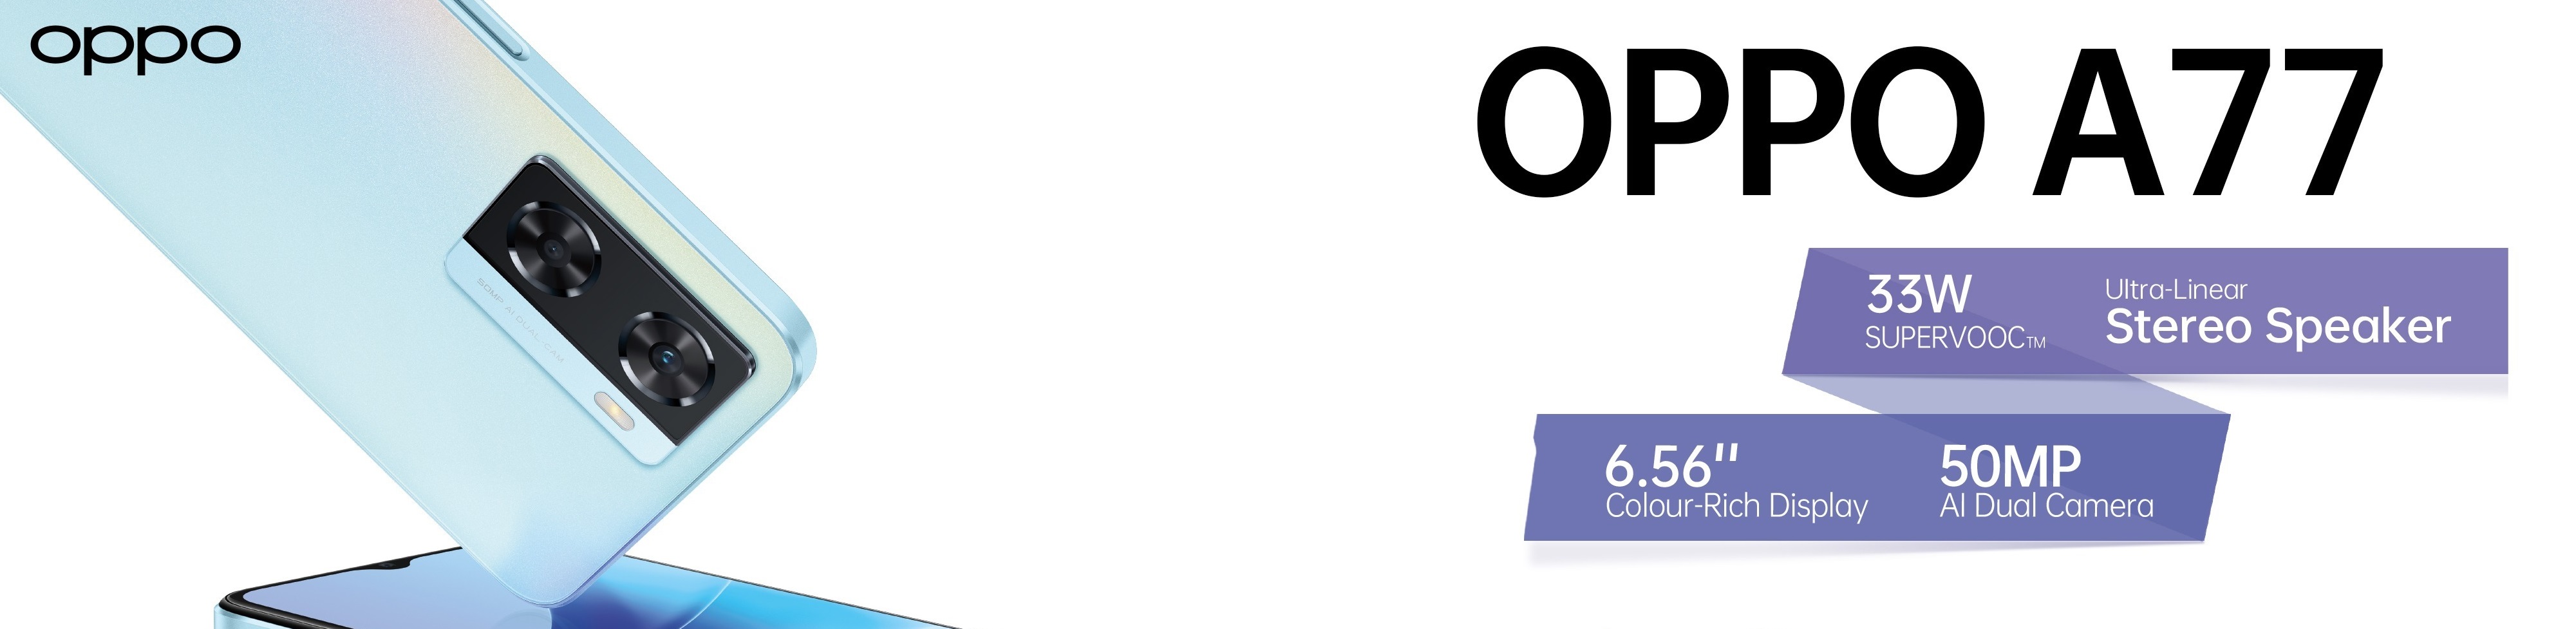 oppo
OPPO A77
33W
SUPERVOOC™
Ultra-Linear
Stereo Speaker
6.56"
Colour-Rich Display
50MP
AI Dual Camera
50MP AI DUAL-CAM